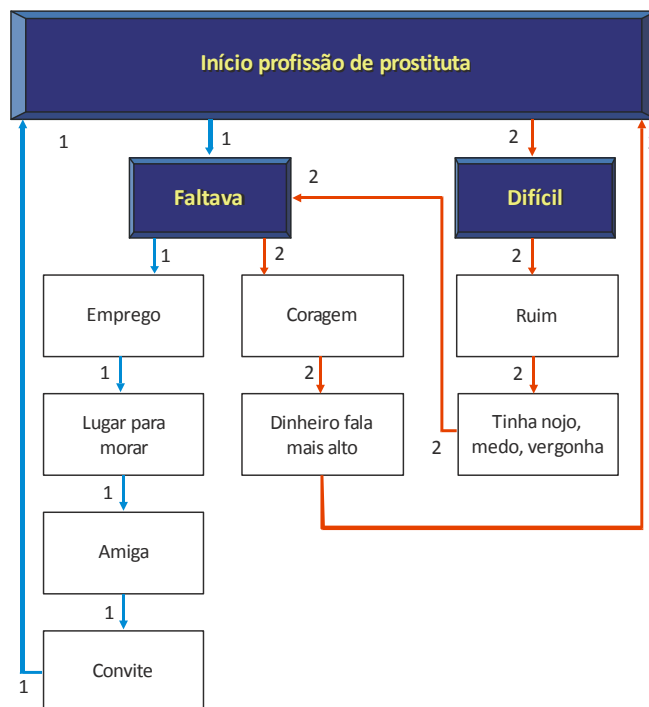 Início profissão de prostituta
1
1
2
2
Faltava
Difícil
1
2
2
Emprego
Coragem
Ruim
1
2
2
Lugar para
morar
Dinheiro fala
mais alto
2
Tinha nojo,
medo, vergonha
1
Amiga
1
Convite
1